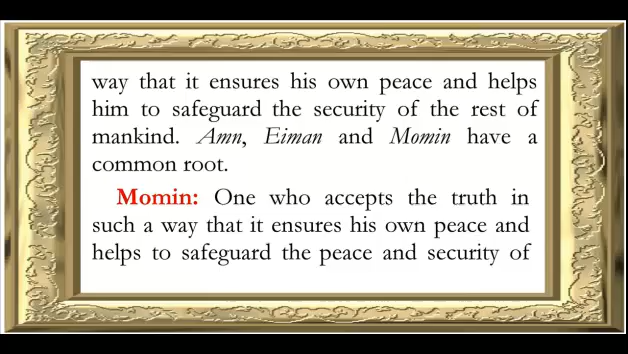 way that it ensures his own peace and helps
him to safeguard the security of the rest of
mankind. Amn, Eiman and Momin have a
common root.
Momin: One who accepts the truth in
such a way that it ensures his own peace and
helps to safeguard the peace and security of